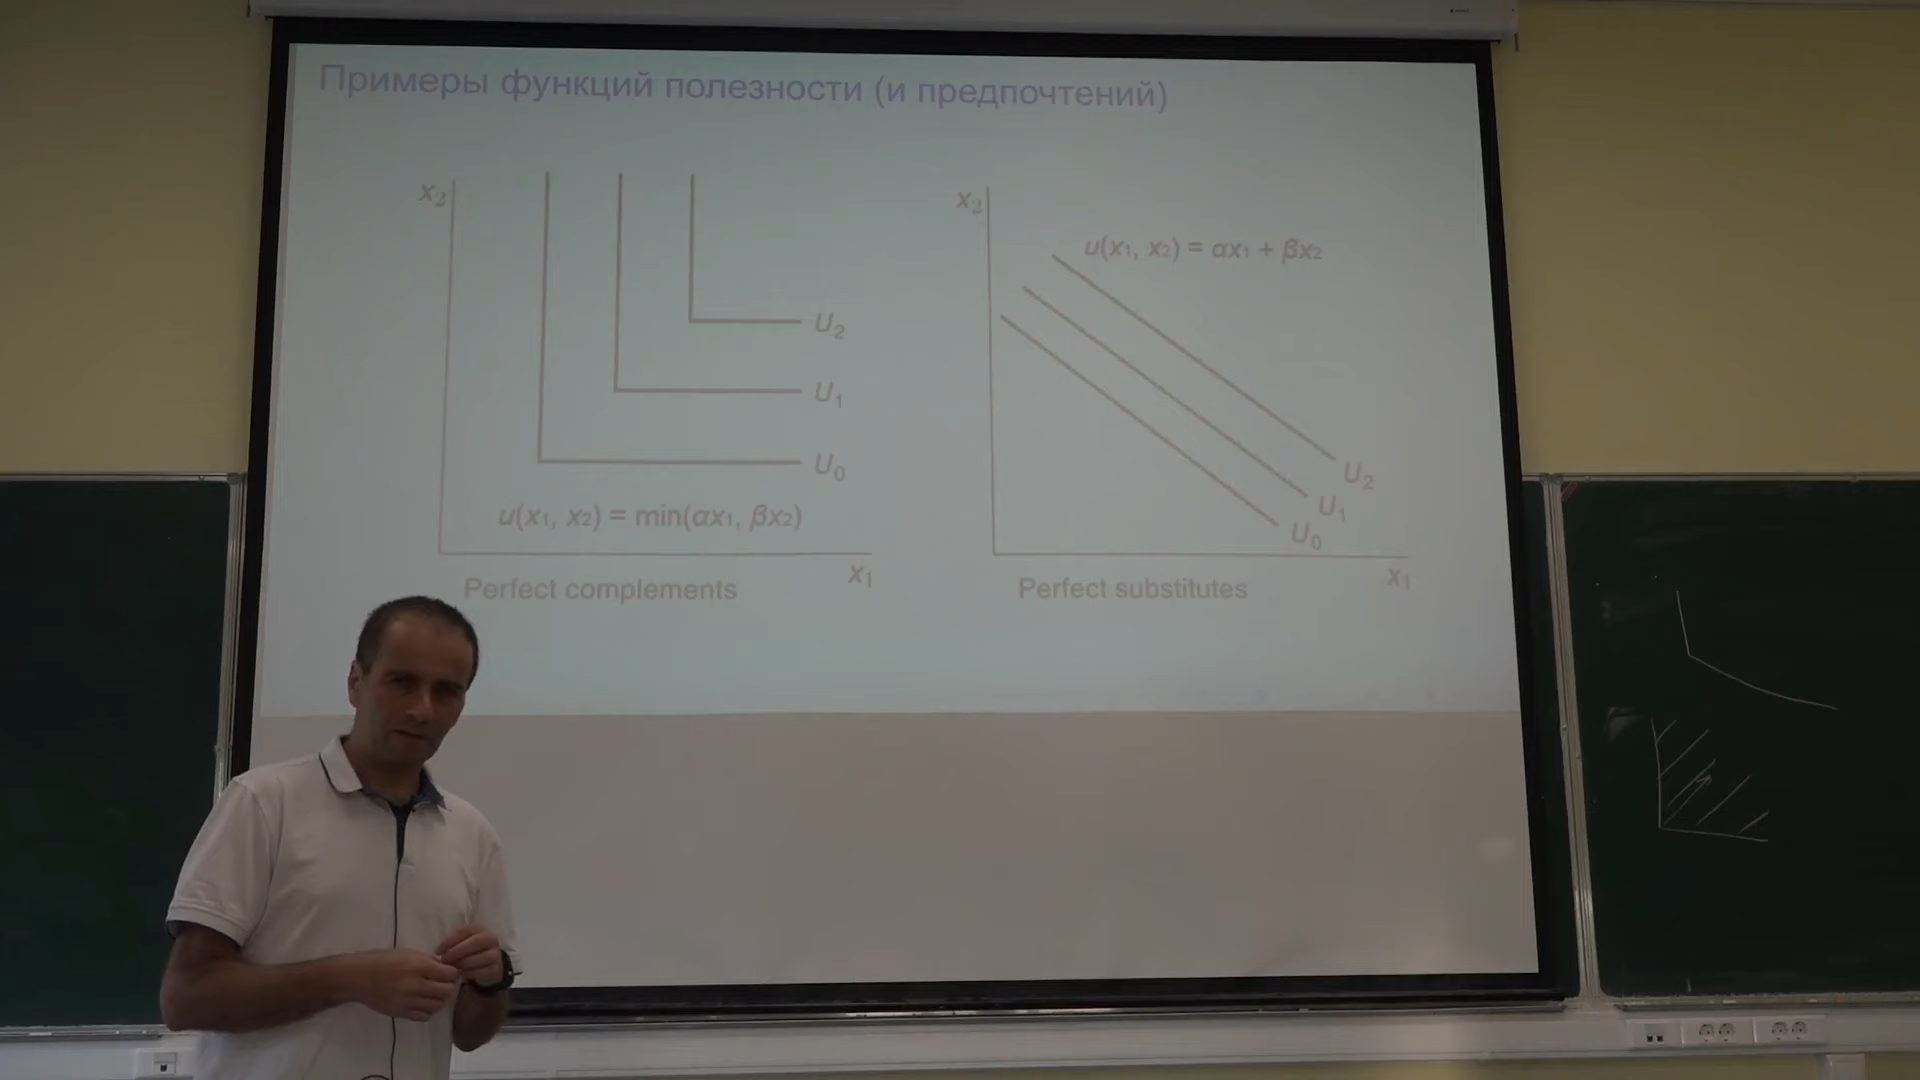 Примеры функций полезности (и предпочтений)
x₂
U₂
U₁
U₀
u(x₁, x₂) = min(αx₁, βx₂)
x₁
Perfect complements
x₂
u(x₁, x₂) = αx₁ + βx₂
U₂
U₁
U₀
x₁
Perfect substitutes